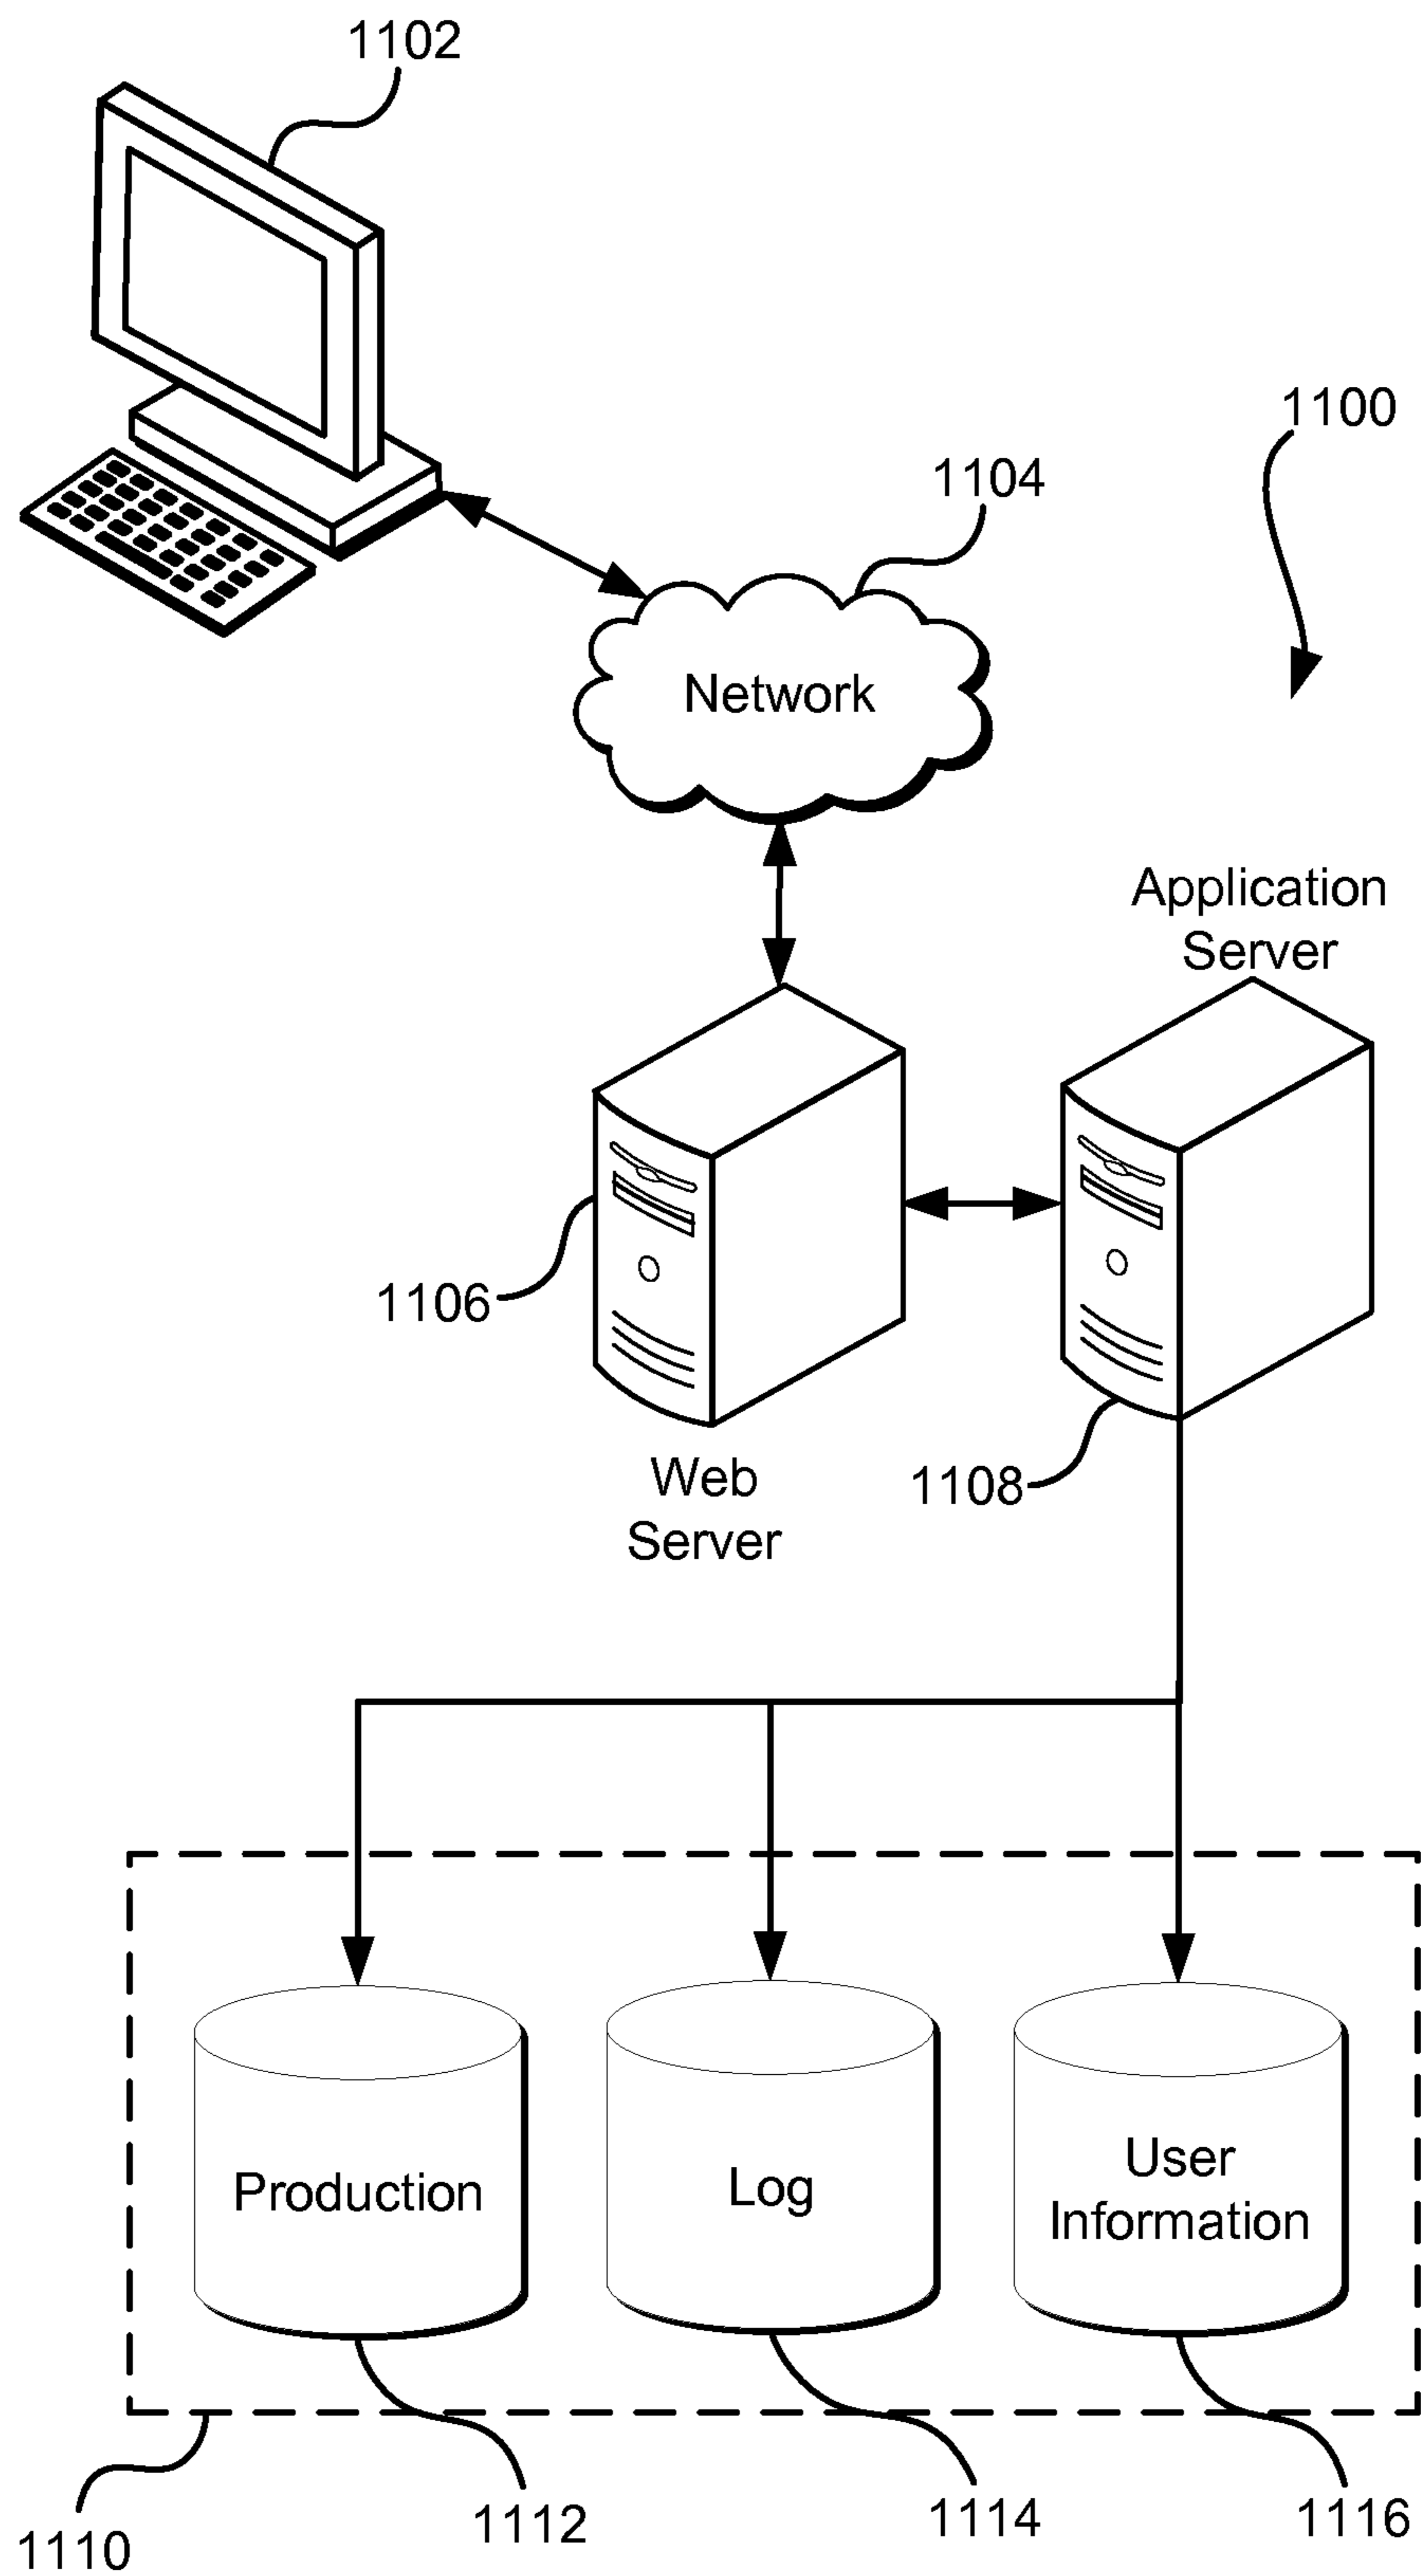 1102
1100
1104
Network
Application
Server
1106
1108
Web
Server
Production
Log
User
Information
1110
1112
1114
1116